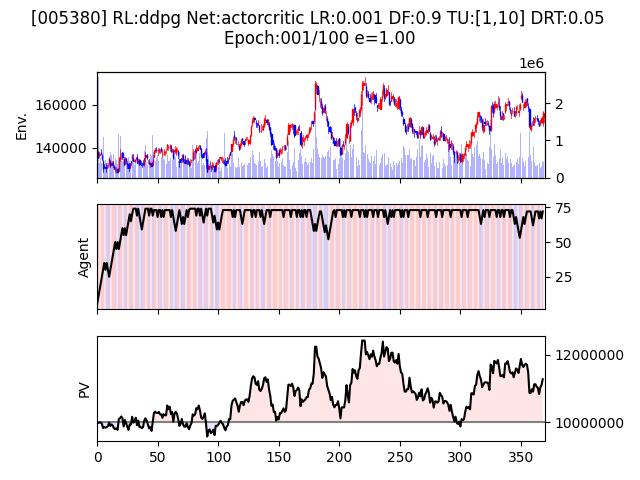 [005380] RL:ddpg Net:actorcritic LR:0.001 DF:0.9 TU:[1,10] DRT:0.05
Epoch:001/100 e=1.00
1e6
Env.
160000
140000
2
1
0
Agent
75
50
25
PV
12000000
10000000
0 50 100 150 200 250 300 350